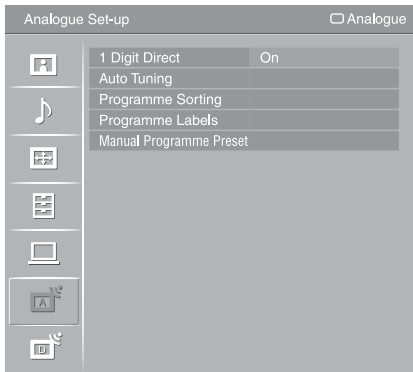 Analogue Set-up Analogue
1 Digit Direct On
Auto Tuning
Programme Sorting
Programme Labels
Manual Programme Preset
A
D